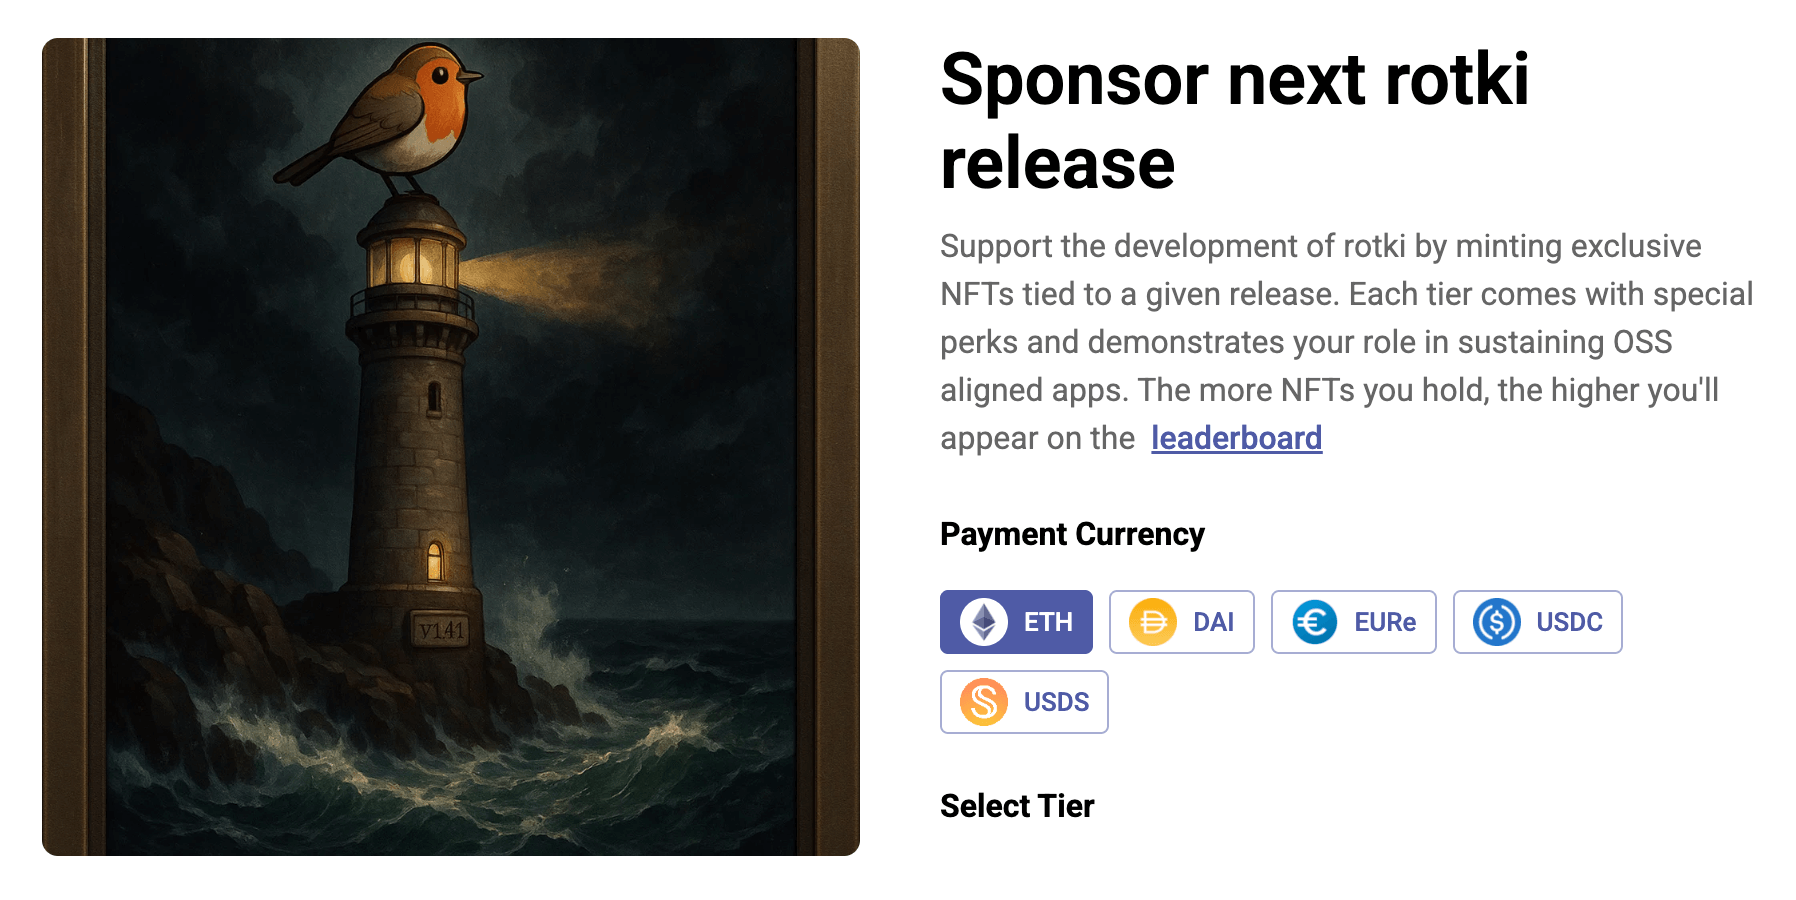 Sponsor next rotki
release
Support the development of rotki by minting exclusive
NFTs tied to a given release. Each tier comes with special
perks and demonstrates your role in sustaining OSS
aligned apps. The more NFTs you hold, the higher you'll
appear on the leaderboard
Payment Currency
ETH
DAI
EURe
USDC
USDS
Select Tier
v141